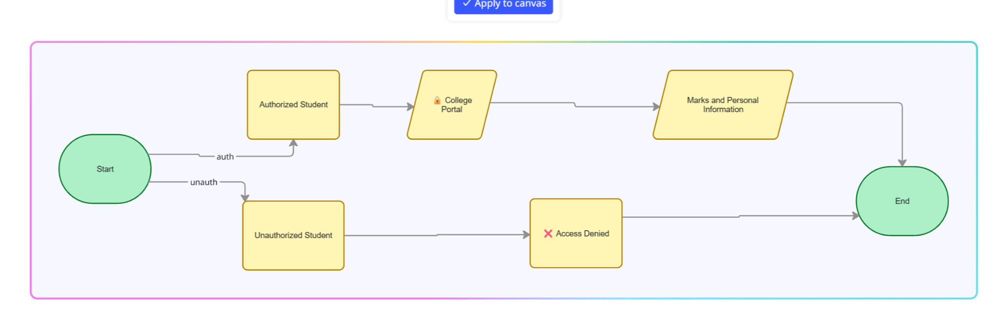 ✓ Apply to canvas
Authorized Student
🔒 College
Portal
Marks and Personal
Information
auth
Start
unauth
Unauthorized Student
❌ Access Denied
End